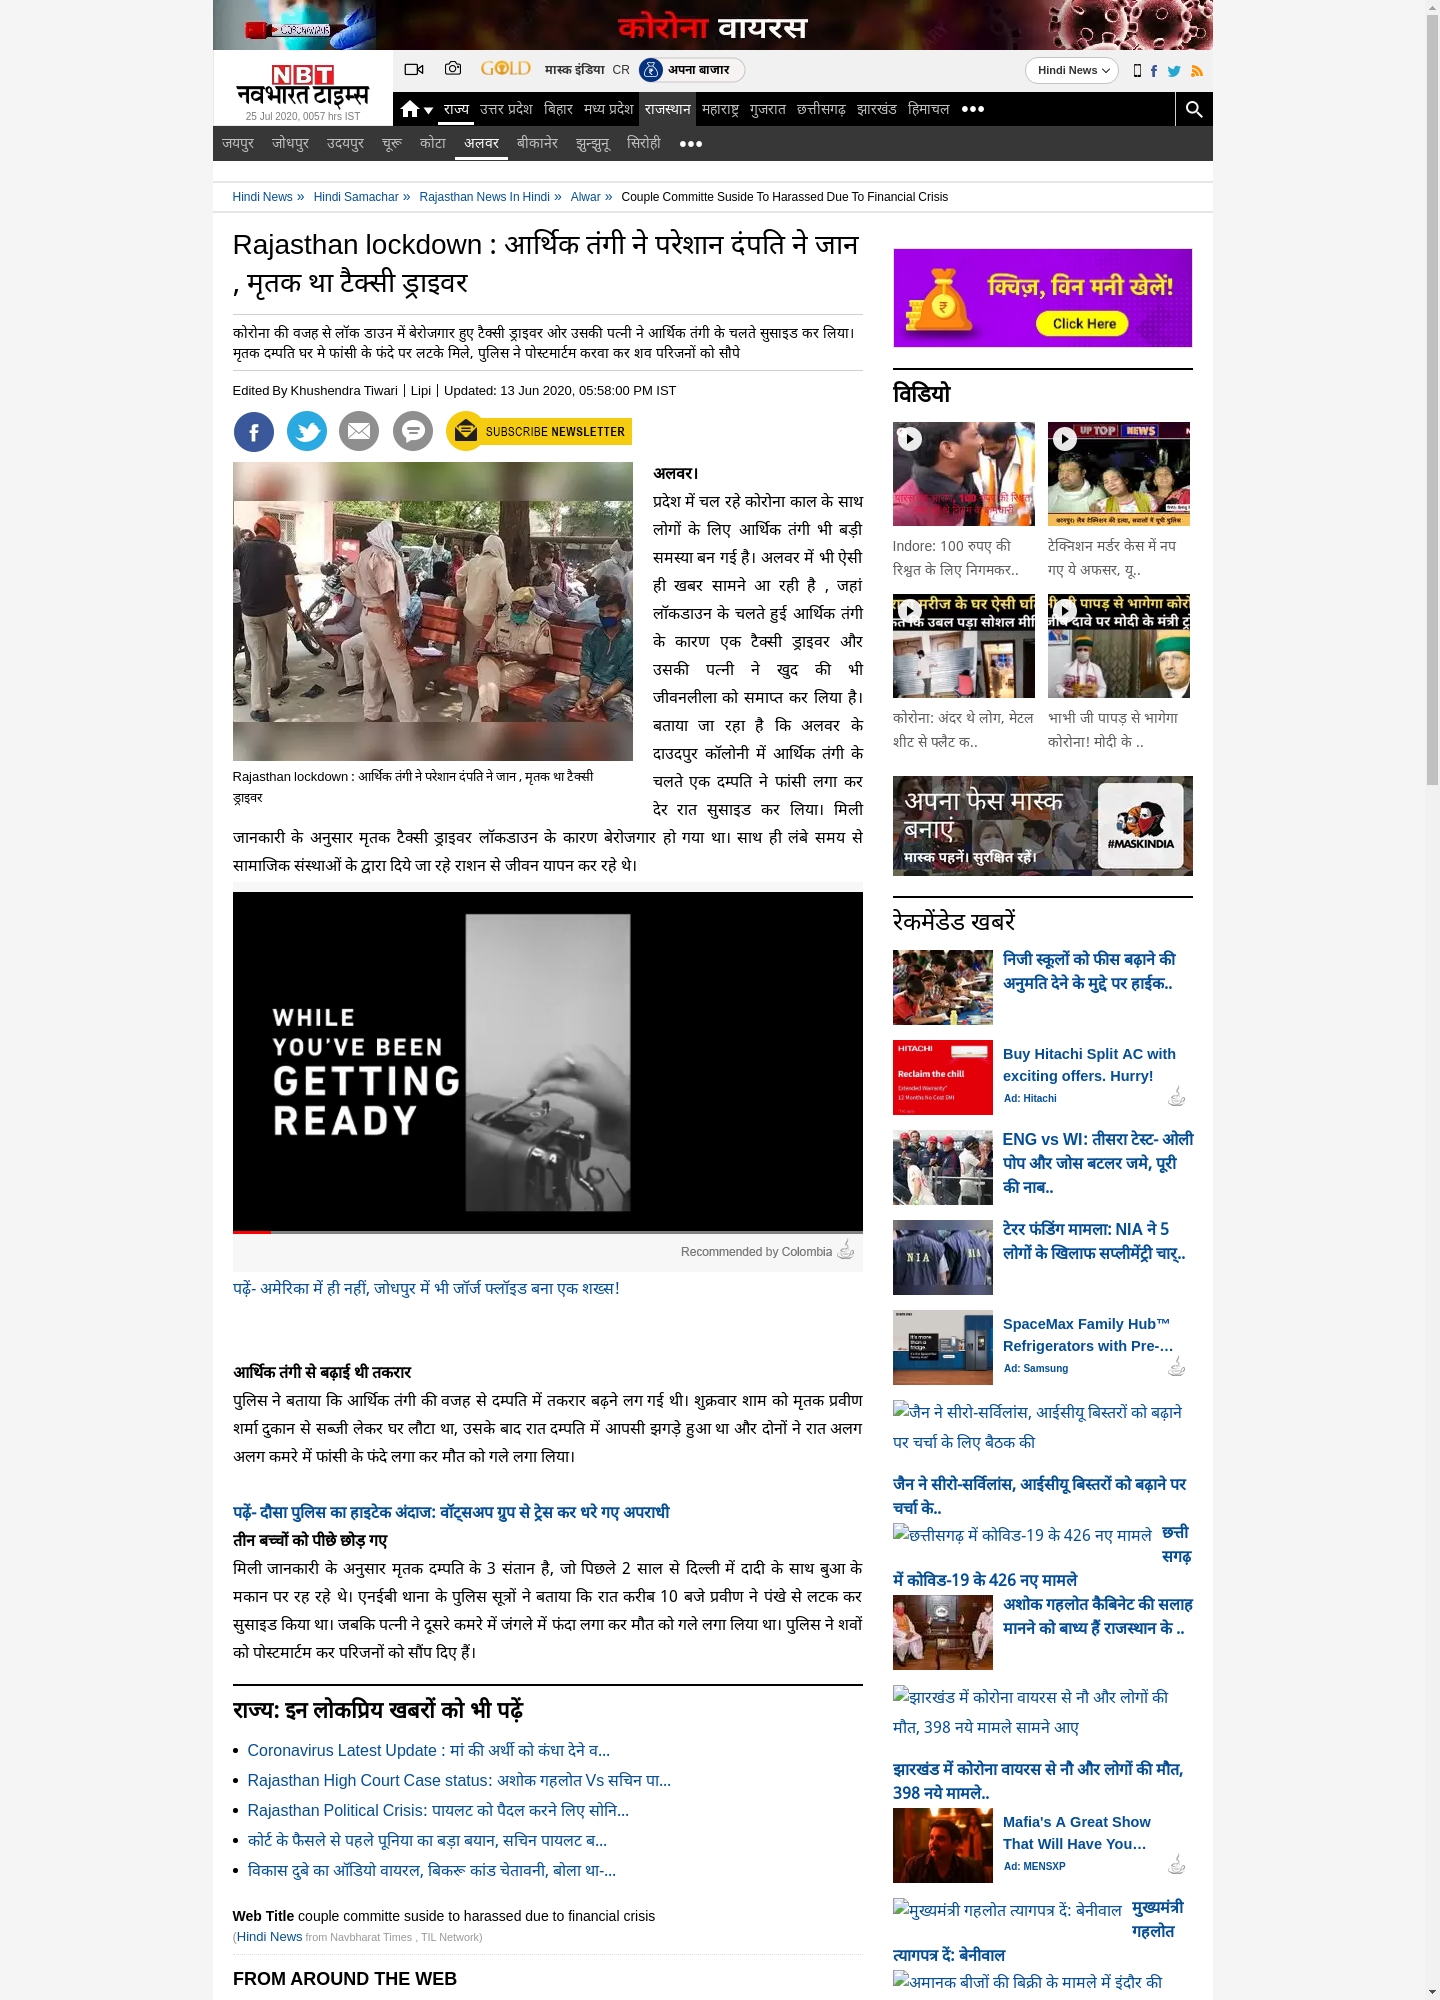 कोरोना वायरस
NBT
नवभारत टाइम्स
25 Jul 2020, 0057 hrs IST
GOLD मास्क इंडिया CR अपना बाजार
Hindi News
राज्य उत्तर प्रदेश बिहार मध्य प्रदेश राजस्थान महाराष्ट्र गुजरात छत्तीसगढ़ झारखंड हिमाचल
जयपुर जोधपुर उदयपुर चूरू कोटा अलवर बीकानेर झुन्झुनू सिरोही
Hindi News » Hindi Samachar » Rajasthan News In Hindi » Alwar » Couple Committe Suside To Harassed Due To Financial Crisis
Rajasthan lockdown : आर्थिक तंगी ने परेशान दंपति ने जान
, मृतक था टैक्सी ड्राइवर
कोरोना की वजह से लॉक डाउन में बेरोजगार हुए टैक्सी ड्राइवर ओर उसकी पत्नी ने आर्थिक तंगी के चलते सुसाइड कर लिया।
मृतक दम्पति घर मे फांसी के फंदे पर लटके मिले, पुलिस ने पोस्टमार्टम करवा कर शव परिजनों को सौपे
Edited By Khushendra Tiwari | Lipi | Updated: 13 Jun 2020, 05:58:00 PM IST
SUBSCRIBE NEWSLETTER
अलवर।
प्रदेश में चल रहे कोरोना काल के साथ
लोगों के लिए आर्थिक तंगी भी बड़ी
समस्या बन गई है। अलवर में भी ऐसी
ही खबर सामने आ रही है , जहां
लॉकडाउन के चलते हुई आर्थिक तंगी
के कारण एक टैक्सी ड्राइवर और
उसकी पत्नी ने खुद की भी
जीवनलीला को समाप्त कर लिया है।
बताया जा रहा है कि अलवर के
दाउदपुर कॉलोनी में आर्थिक तंगी के
चलते एक दम्पति ने फांसी लगा कर
देर रात सुसाइड कर लिया। मिली
Rajasthan lockdown : आर्थिक तंगी ने परेशान दंपति ने जान , मृतक था टैक्सी
ड्राइवर
जानकारी के अनुसार मृतक टैक्सी ड्राइवर लॉकडाउन के कारण बेरोजगार हो गया था। साथ ही लंबे समय से
सामाजिक संस्थाओं के द्वारा दिये जा रहे राशन से जीवन यापन कर रहे थे।
WHILE
YOU'VE BEEN
GETTING
READY
Recommended by Colombia
पढ़ें- अमेरिका में ही नहीं, जोधपुर में भी जॉर्ज फ्लॉइड बना एक शख्स!
आर्थिक तंगी से बढ़ाई थी तकरार
पुलिस ने बताया कि आर्थिक तंगी की वजह से दम्पति में तकरार बढ़ने लग गई थी। शुक्रवार शाम को मृतक प्रवीण
शर्मा दुकान से सब्जी लेकर घर लौटा था, उसके बाद रात दम्पति में आपसी झगड़े हुआ था और दोनों ने रात अलग
अलग कमरे में फांसी के फंदे लगा कर मौत को गले लगा लिया।
पढ़ें- दौसा पुलिस का हाइटेक अंदाज: वॉट्सअप ग्रुप से ट्रेस कर धरे गए अपराधी
तीन बच्चों को पीछे छोड़ गए
मिली जानकारी के अनुसार मृतक दम्पति के 3 संतान है, जो पिछले 2 साल से दिल्ली में दादी के साथ बुआ के
मकान पर रह रहे थे। एनईबी थाना के पुलिस सूत्रों ने बताया कि रात करीब 10 बजे प्रवीण ने पंखे से लटक कर
सुसाइड किया था। जबकि पत्नी ने दूसरे कमरे में जंगले में फंदा लगा कर मौत को गले लगा लिया था। पुलिस ने शवों
को पोस्टमार्टम कर परिजनों को सौंप दिए हैं।
राज्य: इन लोकप्रिय खबरों को भी पढ़ें
Coronavirus Latest Update : मां की अर्थी को कंधा देने व...
Rajasthan High Court Case status: अशोक गहलोत Vs सचिन पा...
Rajasthan Political Crisis: पायलट को पैदल करने लिए सोनि...
कोर्ट के फैसले से पहले पूनिया का बड़ा बयान, सचिन पायलट ब...
विकास दुबे का ऑडियो वायरल, बिकरू कांड चेतावनी, बोला था-...
Web Title couple committe suside to harassed due to financial crisis
(Hindi News from Navbharat Times , TIL Network)
FROM AROUND THE WEB
क्विज़, विन मनी खेलें!
Click Here
विडियो
UP TOP NEWS
Indore: 100 रुपए की
रिश्वत के लिए निगमकर..
टेक्निशन मर्डर केस में नप
गए ये अफसर, यू..
कोरोना: अंदर थे लोग, मेटल
शीट से फ्लैट क..
भाभी जी पापड़ से भागेगा
कोरोना! मोदी के ..
अपना फेस मास्क
बनाएं
मास्क पहनें। सुरक्षित रहें।
#MASKINDIA
रेकमेंडेड खबरें
निजी स्कूलों को फीस बढ़ाने की
अनुमति देने के मुद्दे पर हाईक..
HITACHI
Reclaim the chill
Extended Warranty*
12 Months No Cost EMI
Buy Hitachi Split AC with
exciting offers. Hurry!
Ad: Hitachi
ENG vs WI: तीसरा टेस्ट- ओली
पोप और जोस बटलर जमे, पूरी
की नाब..
NIA
टेरर फंडिंग मामला: NIA ने 5
लोगों के खिलाफ सप्लीमेंट्री चार्..
It's more
than a
fridge.
SpaceMax Family Hub™
Refrigerators with Pre-…
Ad: Samsung
जैन ने सीरो-सर्विलांस, आईसीयू बिस्तरों को बढ़ाने
पर चर्चा के लिए बैठक की
जैन ने सीरो-सर्विलांस, आईसीयू बिस्तरों को बढ़ाने पर
चर्चा के..
छत्तीसगढ़ में कोविड-19 के 426 नए मामले
छत्ती
सगढ़
में कोविड-19 के 426 नए मामले
अशोक गहलोत कैबिनेट की सलाह
मानने को बाध्य हैं राजस्थान के ..
झारखंड में कोरोना वायरस से नौ और लोगों की
मौत, 398 नये मामले सामने आए
झारखंड में कोरोना वायरस से नौ और लोगों की मौत,
398 नये मामले..
Mafia's A Great Show
That Will Have You…
Ad: MENSXP
मुख्यमंत्री गहलोत त्यागपत्र दें: बेनीवाल
मुख्यमंत्री
गहलोत
त्यागपत्र दें: बेनीवाल
अमानक बीजों की बिक्री के मामले में इंदौर की